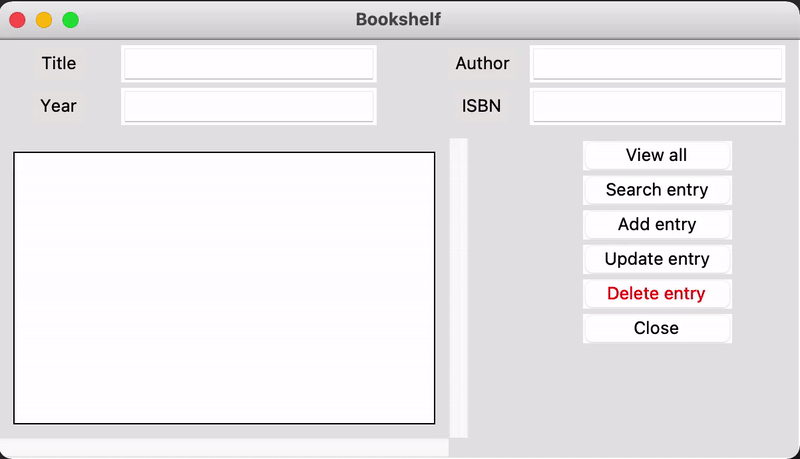 Bookshelf
Title
Author
Year
ISBN
View all
Search entry
Add entry
Update entry
Delete entry
Close